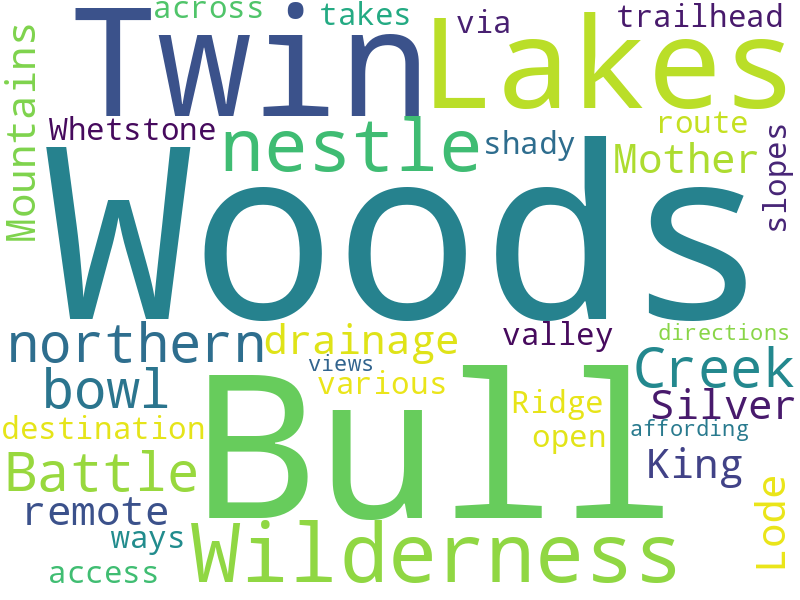 across
takes
via
trailhead
Twin
Lakes
Mountains
Whetstone
nestle
shady
route
Mother
slopes
Woods
northern
drainage
valley
directions
views
Creek
bowl
various
Ridge
Silver
destination
open
affording
Battle
Bull
King
remote
Lode
ways
Wilderness
access